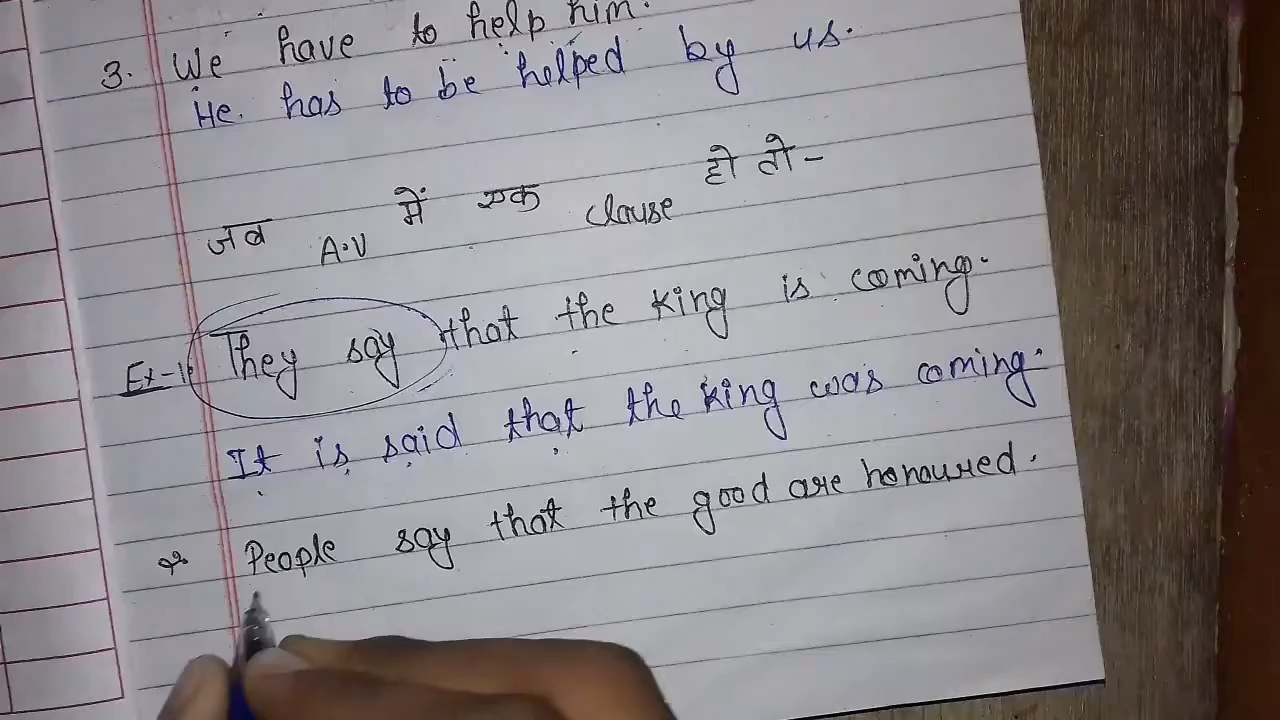 3. We have to help him.
He. has to be helped by us.
जब A.V में एक clause हो तो-
Ex-1 They say that the king is coming.
It is said that the king was coming.
2. People say that the good are honoured.